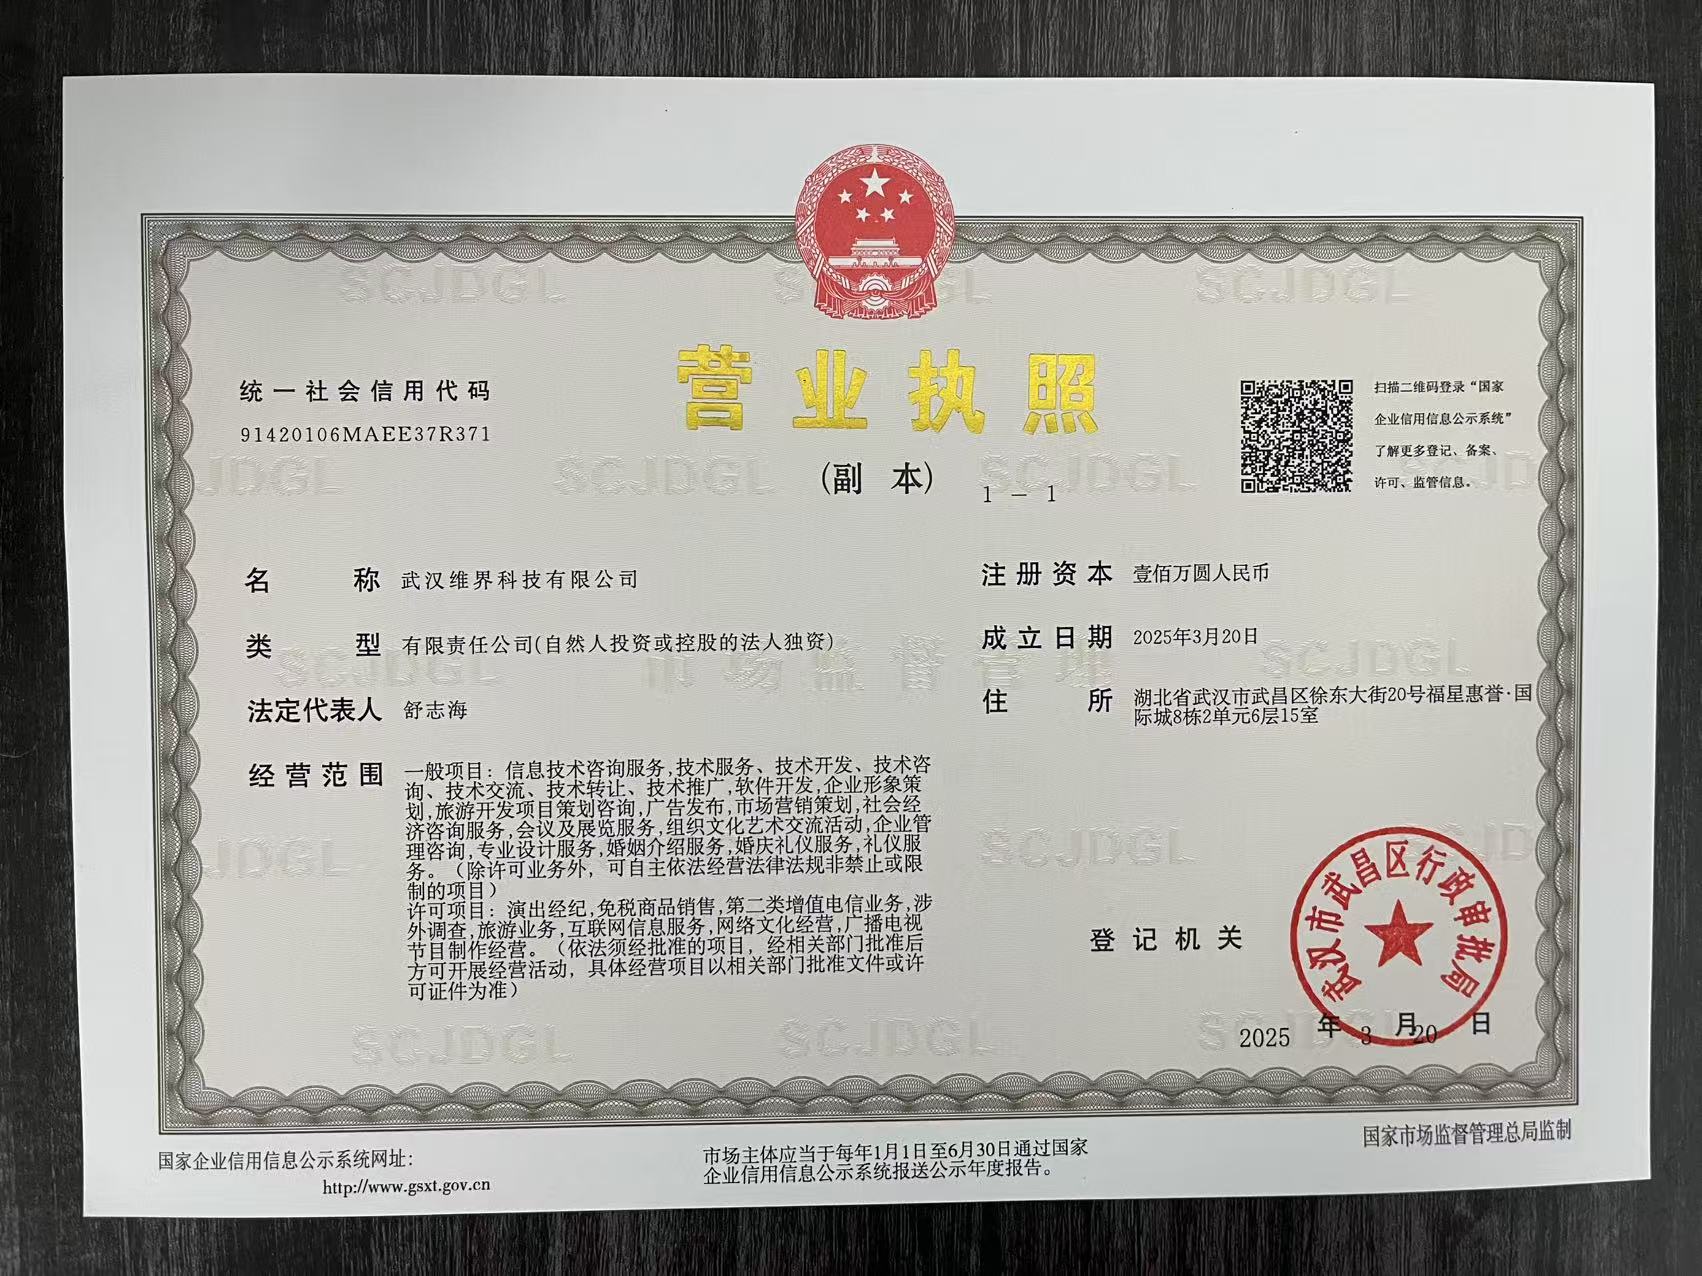 统一社会信用代码
91420106MAEE37R371
营业执照
(副 本)
1 - 1
扫描二维码登录“国家
企业信用信息公示系统”
了解更多登记、备案、
许可、监管信息。
名 称 武汉维界科技有限公司
类 型 有限责任公司(自然人投资或控股的法人独资)
法定代表人 舒志海
经营范围 一般项目：信息技术咨询服务,技术服务、技术开发、技术咨
询、技术交流、技术转让、技术推广,软件开发,企业形象策
划,旅游开发项目策划咨询,广告发布,市场营销策划,社会经
济咨询服务,会议及展览服务,组织文化艺术交流活动,企业管
理咨询,专业设计服务,婚姻介绍服务,婚庆礼仪服务,礼仪服
务。（除许可业务外，可自主依法经营法律法规非禁止或限
制的项目）
许可项目：演出经纪,免税商品销售,第二类增值电信业务,涉
外调查,旅游业务,互联网信息服务,网络文化经营,广播电视
节目制作经营。（依法须经批准的项目，经相关部门批准后
方可开展经营活动，具体经营项目以相关部门批准文件或许
可证件为准）
注册资本 壹佰万圆人民币
成立日期 2025年3月20日
住 所 湖北省武汉市武昌区徐东大街20号福星惠誉·国
际城8栋2单元6层15室
登记机关
武汉市武昌区行政审批局
2025 年 3 月 20 日
国家企业信用信息公示系统网址:
http://www.gsxt.gov.cn
市场主体应当于每年1月1日至6月30日通过国家
企业信用信息公示系统报送公示年度报告。
国家市场监督管理总局监制
SCJDGL
SCJDGL
SCJDGL
JDGL
SCJDGL
SCJDGL
SCJD
SCJDGL
市场监督管理
SCJDGL
JDGL
SCJDGL
SCJDGL
SCJDGL
SCJDGL